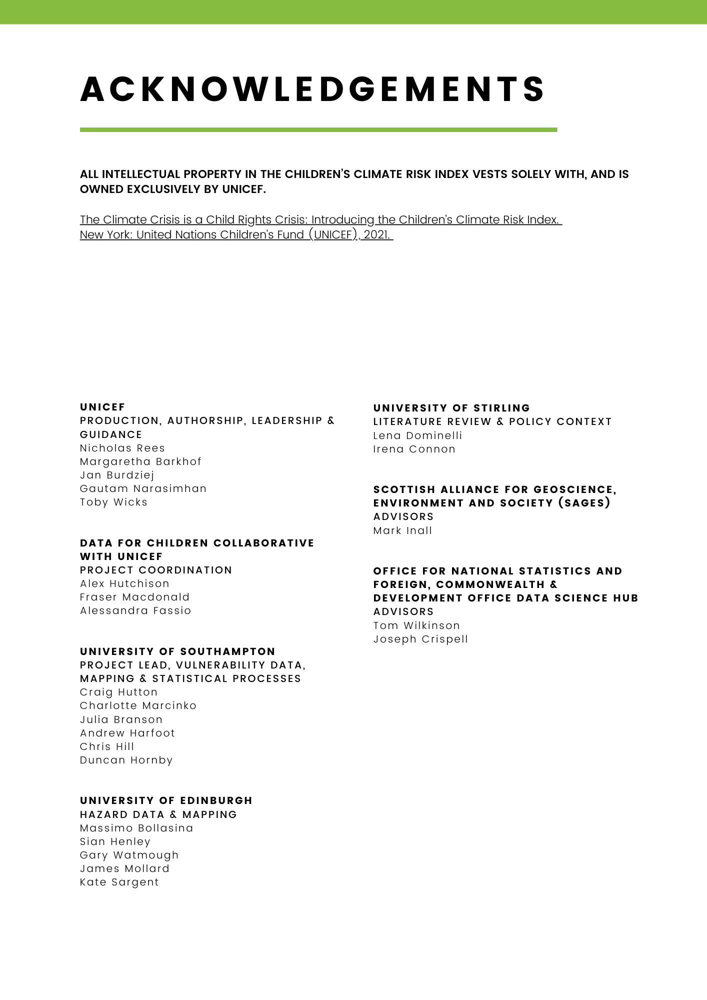 ACKNOWLEDGEMENTS
ALL INTELLECTUAL PROPERTY IN THE CHILDREN’S CLIMATE RISK INDEX VESTS SOLELY WITH, AND IS
OWNED EXCLUSIVELY BY UNICEF.
The Climate Crisis is a Child Rights Crisis: Introducing the Children’s Climate Risk Index.
New York: United Nations Children’s Fund (UNICEF), 2021.
UNICEF
PRODUCTION, AUTHORSHIP, LEADERSHIP &
GUIDANCE
Nicholas Rees
Margaretha Barkhof
Jan Burdziej
Gautam Narasimhan
Toby Wicks
DATA FOR CHILDREN COLLABORATIVE
WITH UNICEF
PROJECT COORDINATION
Alex Hutchison
Fraser Macdonald
Alessandra Fassio
UNIVERSITY OF SOUTHAMPTON
PROJECT LEAD, VULNERABILITY DATA,
MAPPING & STATISTICAL PROCESSES
Craig Hutton
Charlotte Marcinko
Julia Branson
Andrew Harfoot
Chris Hill
Duncan Hornby
UNIVERSITY OF EDINBURGH
HAZARD DATA & MAPPING
Massimo Bollasina
Sian Henley
Gary Watmough
James Mollard
Kate Sargent
UNIVERSITY OF STIRLING
LITERATURE REVIEW & POLICY CONTEXT
Lena Dominelli
Irena Connon
SCOTTISH ALLIANCE FOR GEOSCIENCE,
ENVIRONMENT AND SOCIETY (SAGES)
ADVISORS
Mark Inall
OFFICE FOR NATIONAL STATISTICS AND
FOREIGN, COMMONWEALTH &
DEVELOPMENT OFFICE DATA SCIENCE HUB
ADVISORS
Tom Wilkinson
Joseph Crispell